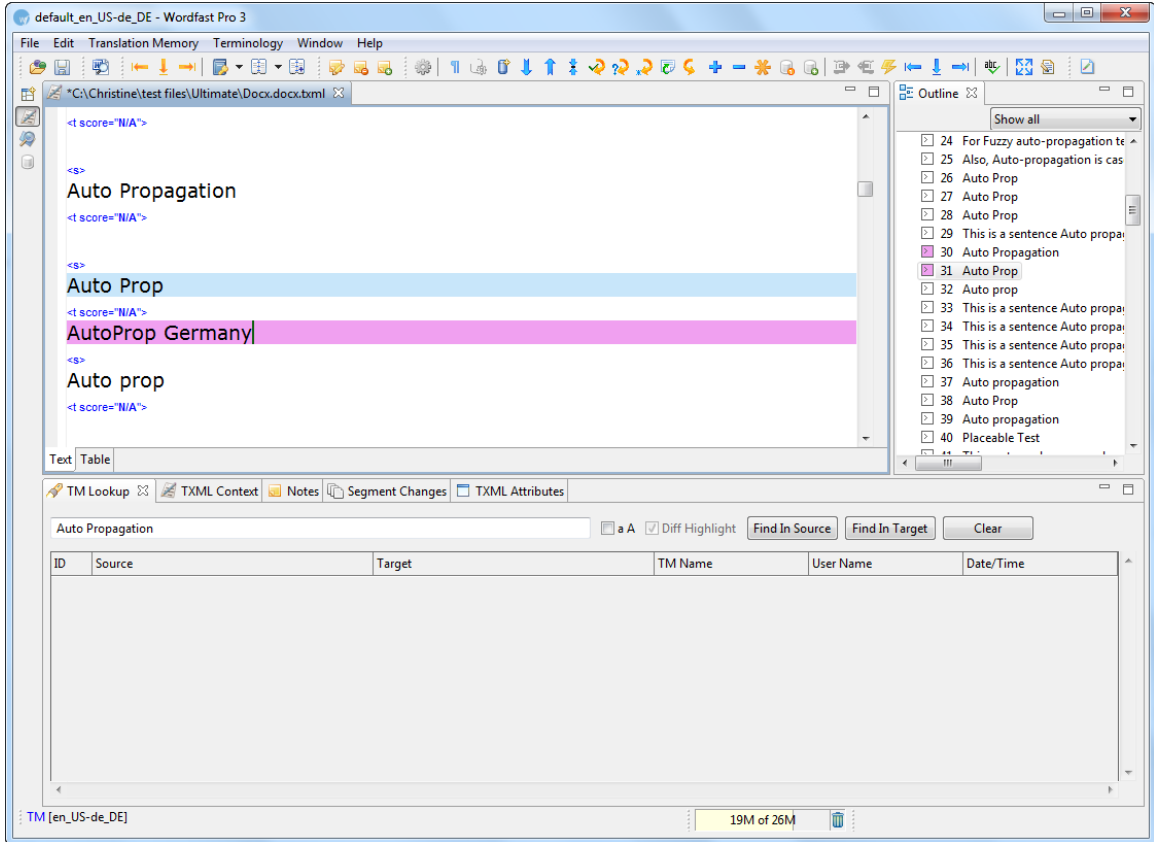 default_en_US-de_DE - Wordfast Pro 3
File Edit Translation Memory Terminology Window Help
*C:\Christine\test files\Ultimate\Docx.docx.txml
<t score="N/A">
<s>
Auto Propagation
<t score="N/A">
<s>
Auto Prop
<t score="N/A">
AutoProp Germany
<s>
Auto prop
<t score="N/A">
Text Table
Outline
Show all
24 For Fuzzy auto-propagation te
25 Also, Auto-propagation is cas
26 Auto Prop
27 Auto Prop
28 Auto Prop
29 This is a sentence Auto propa
30 Auto Propagation
31 Auto Prop
32 Auto prop
33 This is a sentence Auto propa
34 This is a sentence Auto propa
35 This is a sentence Auto propa
36 This is a sentence Auto propa
37 Auto propagation
38 Auto Prop
39 Auto propagation
40 Placeable Test
TM Lookup TXML Context Notes Segment Changes TXML Attributes
Auto Propagation a A Diff Highlight Find In Source Find In Target Clear
ID Source Target TM Name User Name Date/Time
TM [en_US-de_DE] 19M of 26M